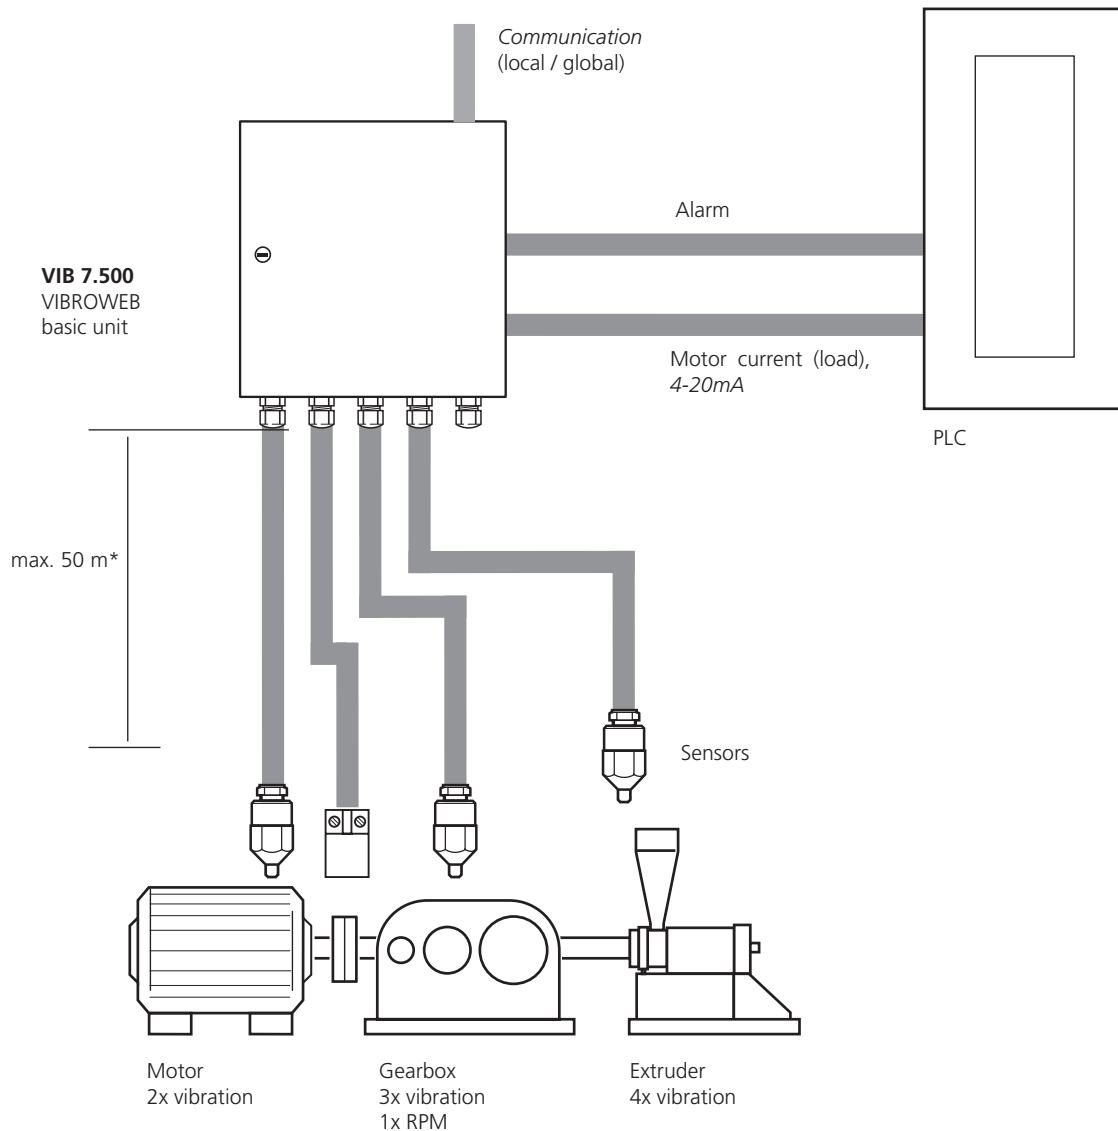 Communication
(local / global)
Alarm
VIB 7.500
VIBROWEB
basic unit
Motor current (load),
4-20mA
PLC
max. 50 m*
Sensors
Motor
2x vibration
Gearbox
3x vibration
1x RPM
Extruder
4x vibration